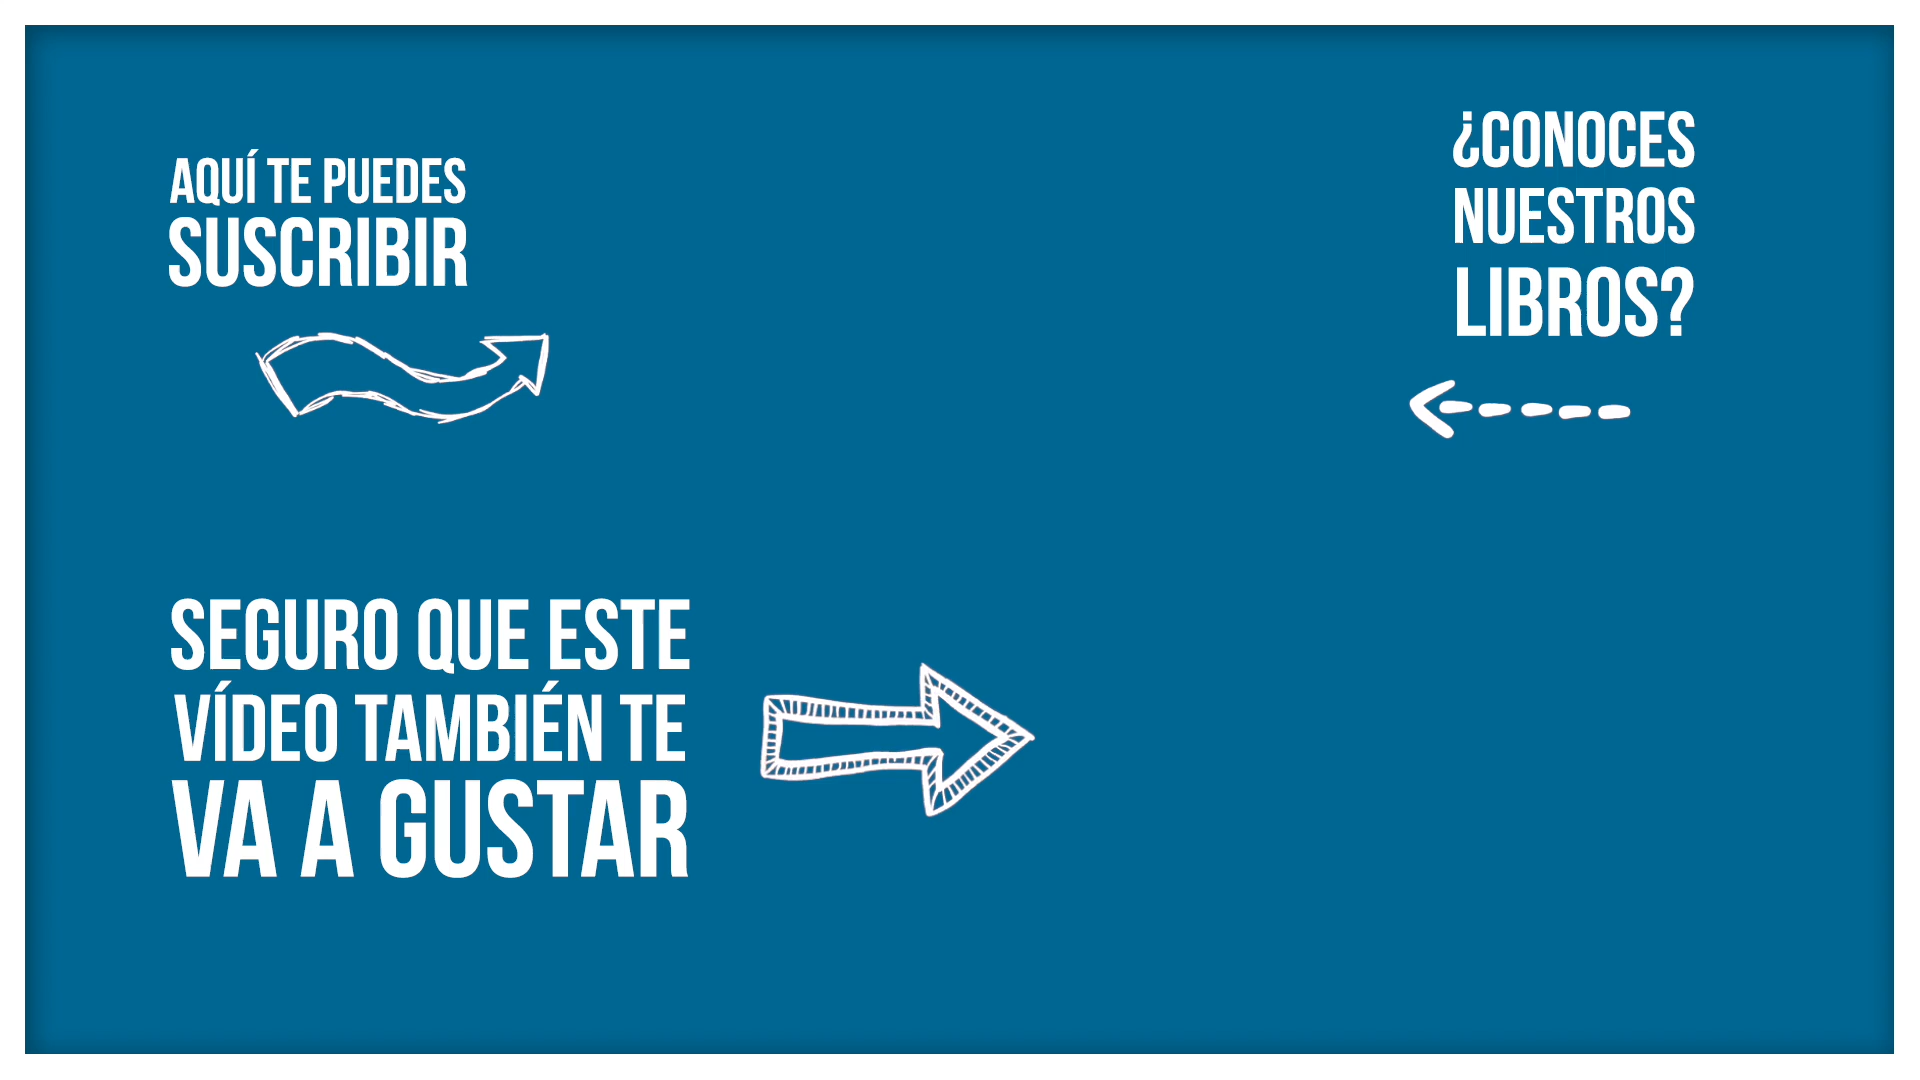 AQUÍ TE PUEDES
SUSCRIBIR
¿CONOCES
NUESTROS
LIBROS?
SEGURO QUE ESTE
VÍDEO TAMBIÉN TE
VA A GUSTAR